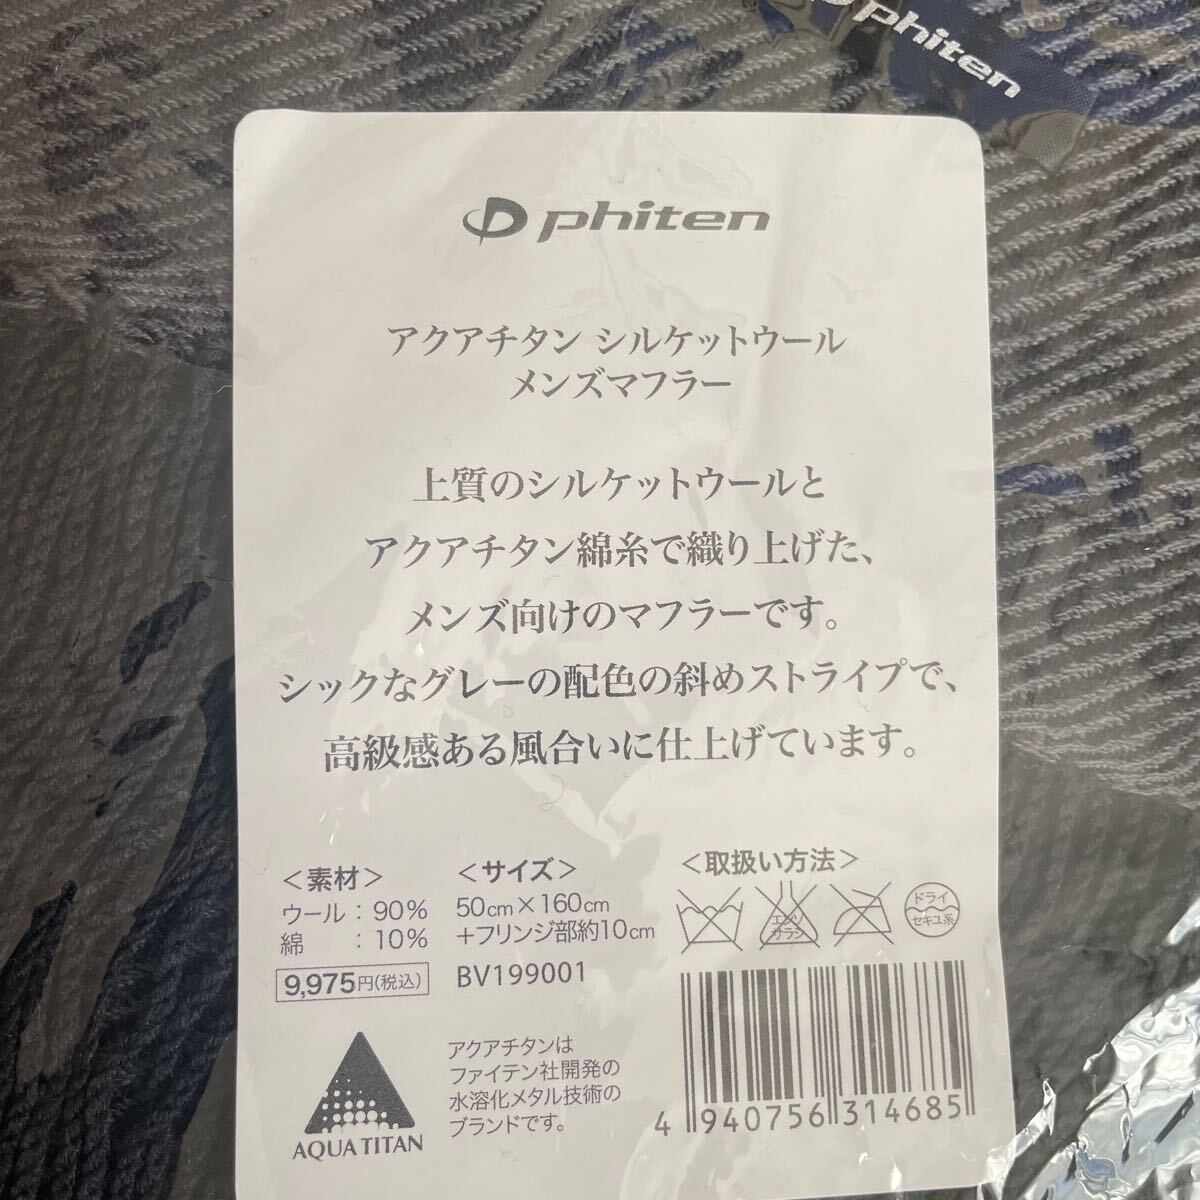 phiten
phiten
アクアチタン シルケットウール
メンズマフラー
上質のシルケットウールと
アクアチタン綿糸で織り上げた、
メンズ向けのマフラーです。
シックなグレーの配色の斜めストライプで、
高級感ある風合いに仕上げています。
＜素材＞
ウール：90%
綿　：10%
9,975円(税込)
＜サイズ＞
50cm×160cm
＋フリンジ部約10cm
BV199001
＜取扱い方法＞
エンソ
サラシ
ドライ
セキユ系
AQUA TITAN
アクアチタンは
ファイテン社開発の
水溶化メタル技術の
ブランドです。
4 940756 314685